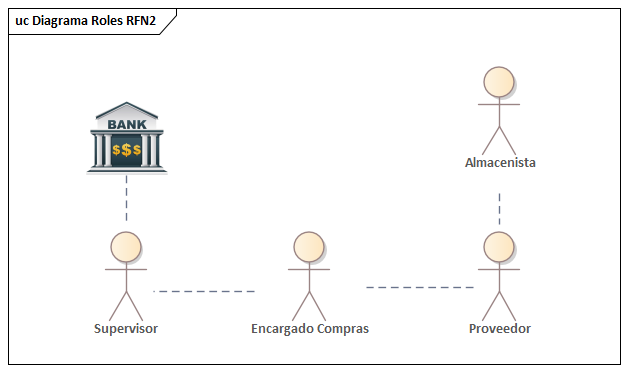 uc Diagrama Roles RFN2
BANK
$$$
Almacenista
Supervisor
Encargado Compras
Proveedor